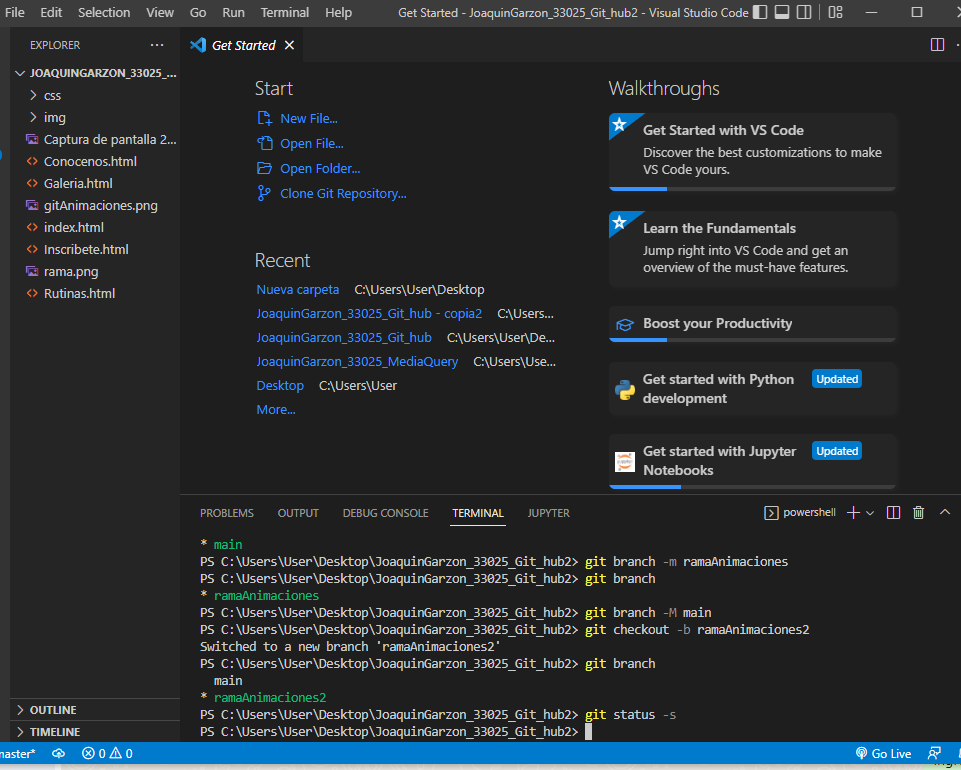 File Edit Selection View Go Run Terminal Help Get Started - JoaquinGarzon_33025_Git_hub2 - Visual Studio Code
EXPLORER ···
JOAQUINGARZON_33025_...
css
img
Captura de pantalla 2...
Conocenos.html
Galeria.html
gitAnimaciones.png
index.html
Inscribete.html
rama.png
Rutinas.html
OUTLINE
TIMELINE
Get Started
Start
New File...
Open File...
Open Folder...
Clone Git Repository...
Recent
Nueva carpeta C:\Users\User\Desktop
JoaquinGarzon_33025_Git_hub - copia2 C:\Users...
JoaquinGarzon_33025_Git_hub C:\Users\User\De...
JoaquinGarzon_33025_MediaQuery C:\Users\Use...
Desktop C:\Users\User
More...
Walkthroughs
Get Started with VS Code
Discover the best customizations to make
VS Code yours.
Learn the Fundamentals
Jump right into VS Code and get an
overview of the must-have features.
Boost your Productivity
Get started with Python Updated
development
Get started with Jupyter Updated
Notebooks
PROBLEMS OUTPUT DEBUG CONSOLE TERMINAL JUPYTER powershell
* main
PS C:\Users\User\Desktop\JoaquinGarzon_33025_Git_hub2> git branch -m ramaAnimaciones
PS C:\Users\User\Desktop\JoaquinGarzon_33025_Git_hub2> git branch
* ramaAnimaciones
PS C:\Users\User\Desktop\JoaquinGarzon_33025_Git_hub2> git branch -M main
PS C:\Users\User\Desktop\JoaquinGarzon_33025_Git_hub2> git checkout -b ramaAnimaciones2
Switched to a new branch 'ramaAnimaciones2'
PS C:\Users\User\Desktop\JoaquinGarzon_33025_Git_hub2> git branch
main
* ramaAnimaciones2
PS C:\Users\User\Desktop\JoaquinGarzon_33025_Git_hub2> git status -s
PS C:\Users\User\Desktop\JoaquinGarzon_33025_Git_hub2>
master* 0 0 Go Live